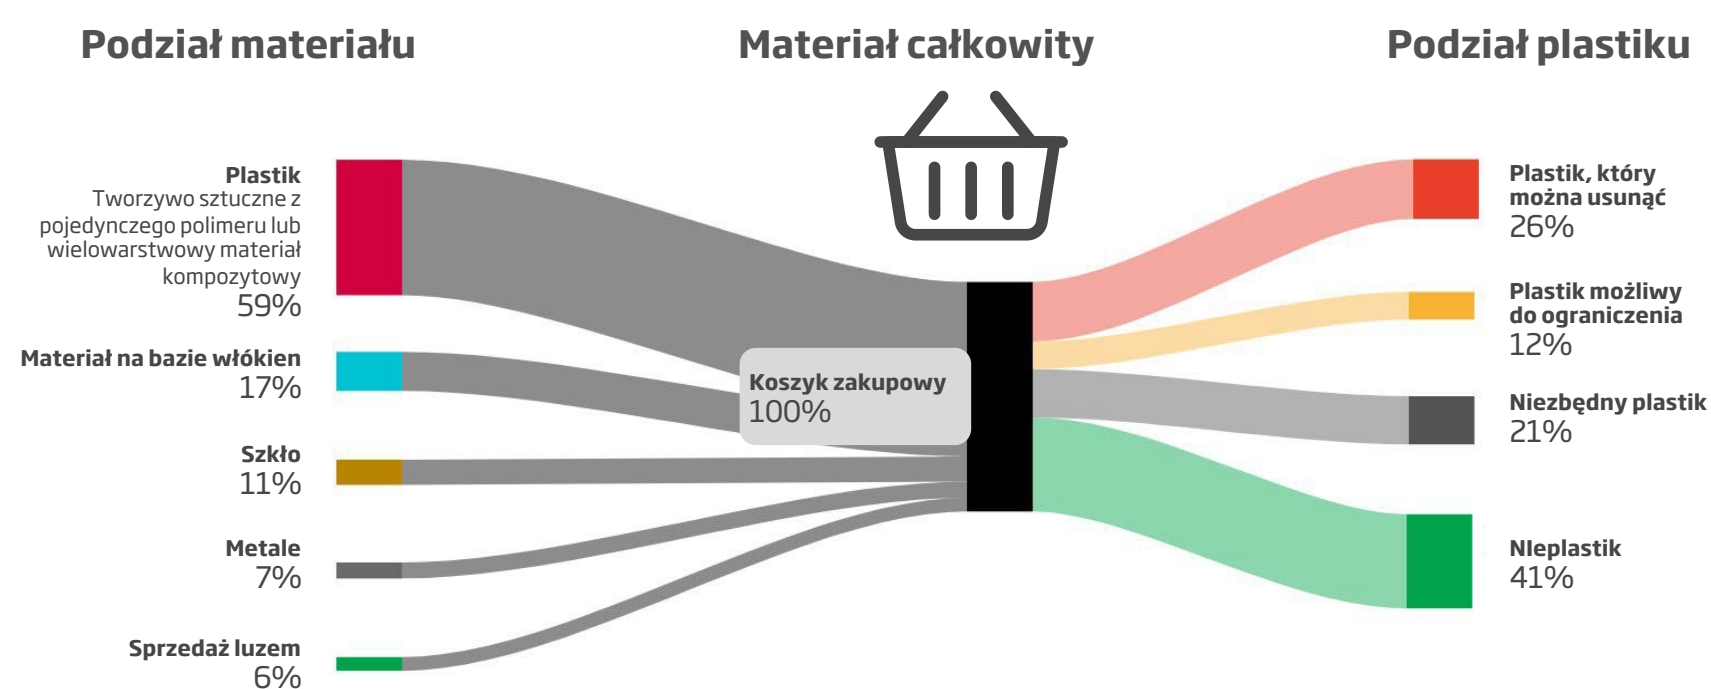 Podział materiału
Materiał całkowity
Podział plastiku
Plastik
Tworzywo sztuczne z
pojedynczego polimeru lub
wielowarstwowy materiał
kompozytowy
59%
Materiał na bazie włókien
17%
Szkło
11%
Metale
7%
Sprzedaż luzem
6%
Koszyk zakupowy
100%
Plastik, który
można usunąć
26%
Plastik możliwy
do ograniczenia
12%
Niezbędny plastik
21%
NIeplastik
41%